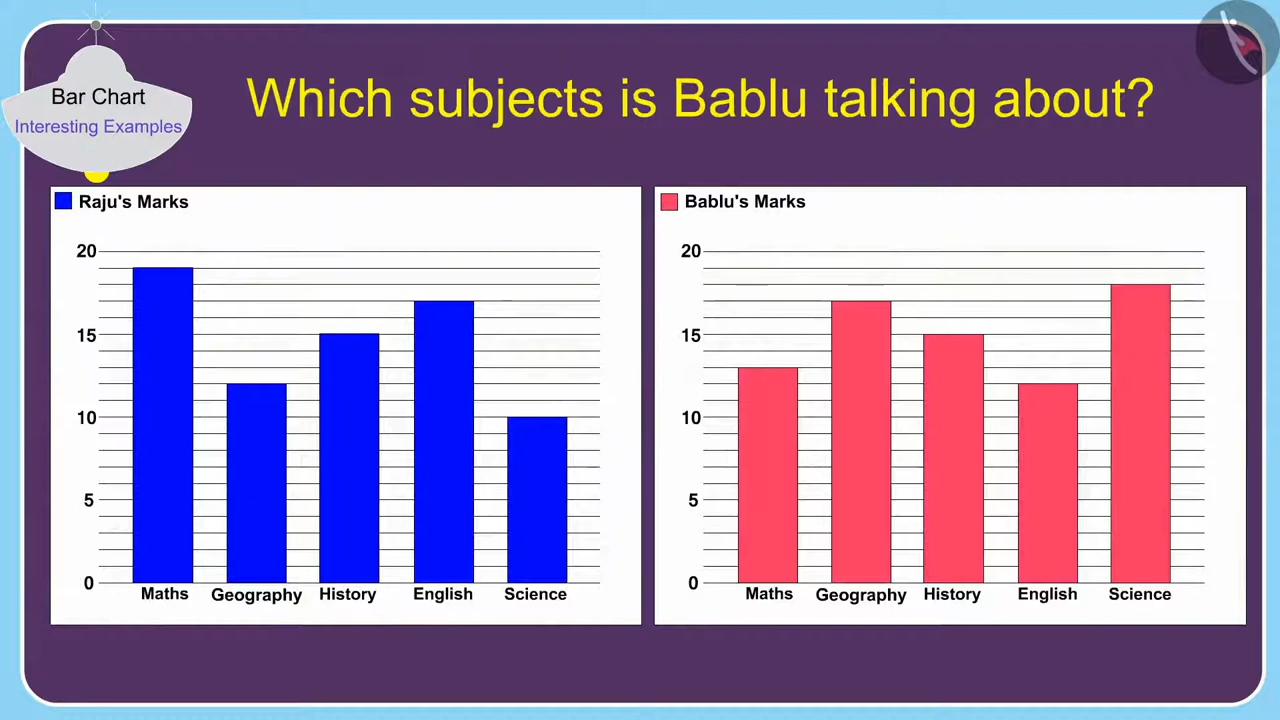 Bar Chart
Interesting Examples
Which subjects is Bablu talking about?
Raju's Marks
20
15
10
5
0
Maths Geography History English Science
Bablu's Marks
20
15
10
5
0
Maths Geography History English Science